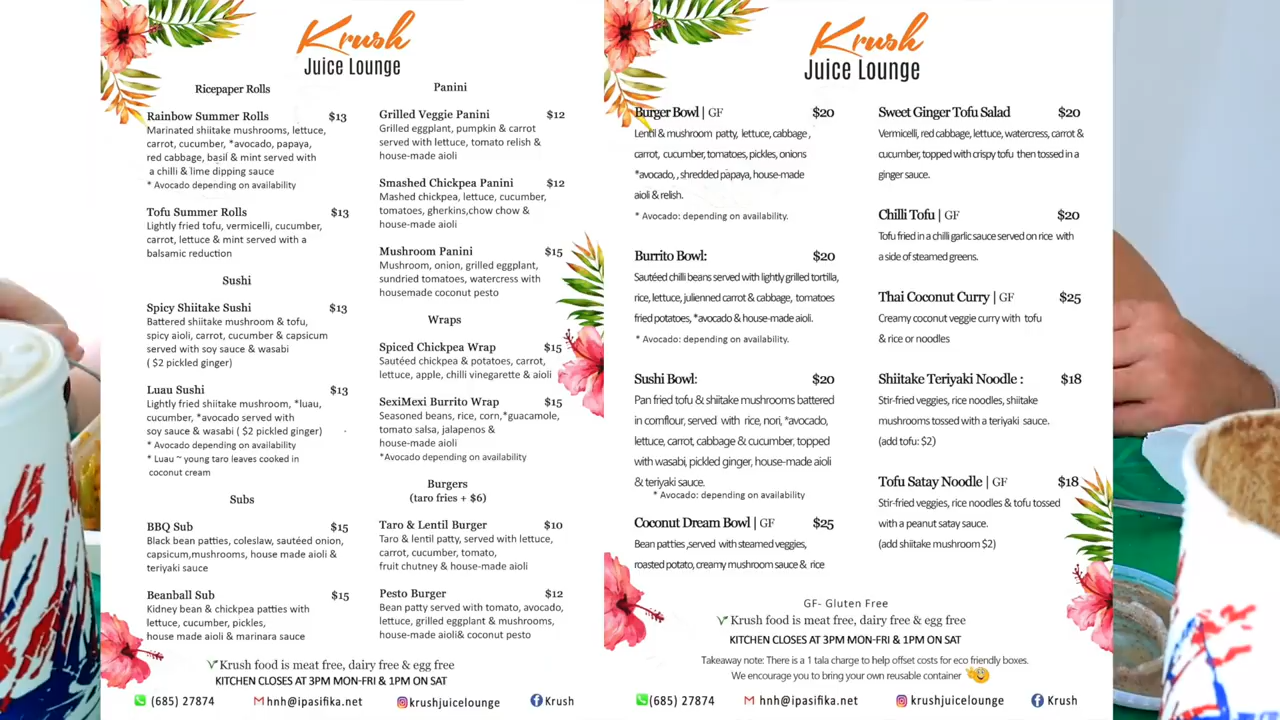 Krush
Juice Lounge
Ricepaper Rolls
Rainbow Summer Rolls $13
Marinated shiitake mushrooms, lettuce,
carrot, cucumber, *avocado, papaya,
red cabbage, basil & mint served with
a chilli & lime dipping sauce
* Avocado depending on availability
Tofu Summer Rolls $13
Lightly fried tofu, vermicelli, cucumber,
carrot, lettuce & mint served with a
balsamic reduction
Sushi
Spicy Shiitake Sushi $13
Battered shiitake mushroom & tofu,
spicy aioli, carrot, cucumber & capsicum
served with soy sauce & wasabi
( $2 pickled ginger)
Luau Sushi $13
Lightly fried shiitake mushroom, *luau,
cucumber, *avocado served with
soy sauce & wasabi ( $2 pickled ginger)
* Avocado depending on availability
* Luau ~ young taro leaves cooked in
coconut cream
Subs
BBQ Sub $15
Black bean patties, coleslaw, sautéed onion,
capsicum,mushrooms, house made aioli &
teriyaki sauce
Beanball Sub $15
Kidney bean & chickpea patties with
lettuce, cucumber, pickles,
house made aioli & marinara sauce
Panini
Grilled Veggie Panini $12
Grilled eggplant, pumpkin & carrot
served with lettuce, tomato relish &
house-made aioli
Smashed Chickpea Panini $12
Mashed chickpea, lettuce, cucumber,
tomatoes, gherkins,chow chow &
house-made aioli
Mushroom Panini $15
Mushroom, onion, grilled eggplant,
sundried tomatoes, watercress with
housemade coconut pesto
Wraps
Spiced Chickpea Wrap $15
Sautéed chickpea & potatoes, carrot,
lettuce, apple, chilli vinegarette & aioli
SexiMexi Burrito Wrap $15
Seasoned beans, rice, corn,*guacamole,
tomato salsa, jalapenos &
house-made aioli
*Avocado depending on availability
Burgers
(taro fries + $6)
Taro & Lentil Burger $10
Taro & lentil patty, served with lettuce,
carrot, cucumber, tomato,
fruit chutney & house-made aioli
Pesto Burger $12
Bean patty served with tomato, avocado,
lettuce, grilled eggplant & mushrooms,
house-made aioli& coconut pesto
Krush food is meat free, dairy free & egg free
KITCHEN CLOSES AT 3PM MON-FRI & 1PM ON SAT
(685) 27874 hnh@ipasifika.net krushjuicelounge Krush
Krush
Juice Lounge
Burger Bowl | GF $20
Lentil & mushroom patty, lettuce, cabbage ,
carrot, cucumber, tomatoes, pickles, onions
*avocado, , shredded papaya, house-made
aioli & relish.
* Avocado: depending on availability.
Burrito Bowl: $20
Sautéed chilli beans served with lightly grilled tortilla,
rice, lettuce, julienned carrot & cabbage, tomatoes
fried potatoes, *avocado & house-made aioli.
* Avocado: depending on availability.
Sushi Bowl: $20
Pan fried tofu & shiitake mushrooms battered
in cornflour, served with rice, nori, *avocado,
lettuce, carrot, cabbage & cucumber, topped
with wasabi, pickled ginger, house-made aioli
& teriyaki sauce.
* Avocado: depending on availability
Coconut Dream Bowl | GF $25
Bean patties ,served with steamed veggies,
roasted potato, creamy mushroom sauce & rice
Sweet Ginger Tofu Salad $20
Vermicelli, red cabbage, lettuce, watercress, carrot &
cucumber, topped with crispy tofu then tossed in a
ginger sauce.
Chilli Tofu | GF $20
Tofu fried in a chilli garlic sauce served on rice with
a side of steamed greens.
Thai Coconut Curry | GF $25
Creamy coconut veggie curry with tofu
& rice or noodles
Shiitake Teriyaki Noodle : $18
Stir-fried veggies, rice noodles, shiitake
mushrooms tossed with a teriyaki sauce.
(add tofu: $2)
Tofu Satay Noodle | GF $18
Stir-fried veggies, rice noodles & tofu tossed
with a peanut satay sauce.
(add shiitake mushroom $2)
GF- Gluten Free
Krush food is meat free, dairy free & egg free
KITCHEN CLOSES AT 3PM MON-FRI & 1PM ON SAT
Takeaway note: There is a 1 tala charge to help offset costs for eco friendly boxes.
We encourage you to bring your own reusable container
(685) 27874 hnh@ipasifika.net krushjuicelounge Krush